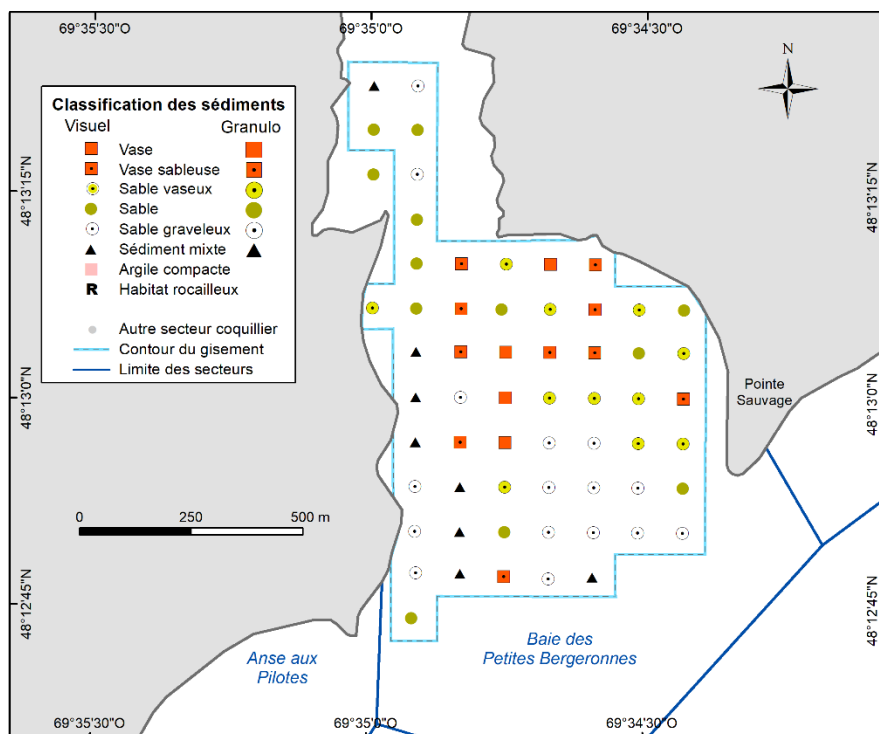 69°35'30"O 69°35'0"O 69°34'30"O
N
Classification des sédiments
Visuel Granulo
Vase
Vase sableuse
Sable vaseux
Sable
Sable graveleux
Sédiment mixte
Argile compacte
R Habitat rocailleux
Autre secteur coquillier
Contour du gisement
Limite des secteurs
48°13'15"N 48°13'15"N
48°13'0"N 48°13'0"N
Pointe
Sauvage
0 250 500 m
48°12'45"N 48°12'45"N
Anse aux
Pilotes
Baie des
Petites Bergeronnes
69°35'30"O 69°35'0"O 69°34'30"O